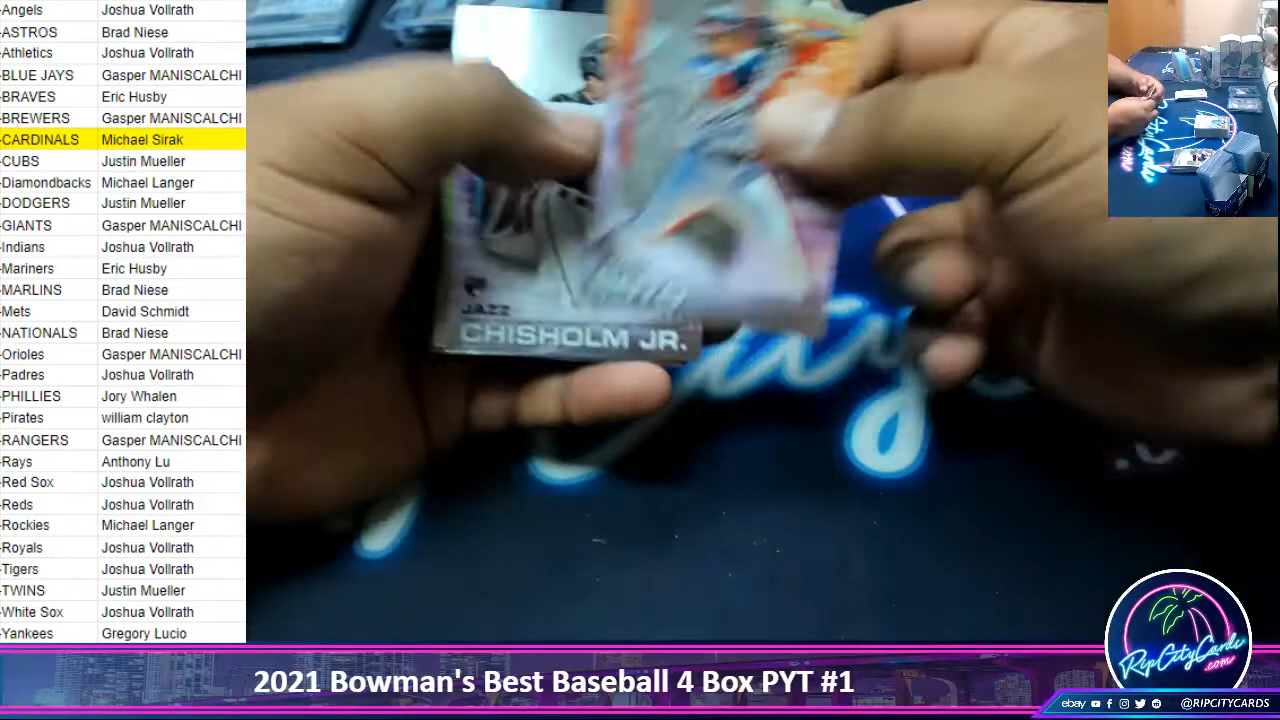 -Angels Joshua Vollrath
-ASTROS Brad Niese
-Athletics Joshua Vollrath
-BLUE JAYS Gasper MANISCALCHI
-BRAVES Eric Husby
-BREWERS Gasper MANISCALCHI
-CARDINALS Michael Sirak
-CUBS Justin Mueller
-Diamondbacks Michael Langer
-DODGERS Justin Mueller
-GIANTS Gasper MANISCALCHI
-Indians Joshua Vollrath
-Mariners Eric Husby
-MARLINS Brad Niese
-Mets David Schmidt
-NATIONALS Brad Niese
-Orioles Gasper MANISCALCHI
-Padres Joshua Vollrath
-PHILLIES Jory Whalen
-Pirates william clayton
-RANGERS Gasper MANISCALCHI
-Rays Anthony Lu
-Red Sox Joshua Vollrath
-Reds Joshua Vollrath
-Rockies Michael Langer
-Royals Joshua Vollrath
-Tigers Joshua Vollrath
-TWINS Justin Mueller
-White Sox Joshua Vollrath
-Yankees Gregory Lucio
JAZZ
CHISHOLM JR.
City
2021 Bowman's Best Baseball 4 Box PYT #1
RipCityCards
.com
ebay @RIPCITYCARDS